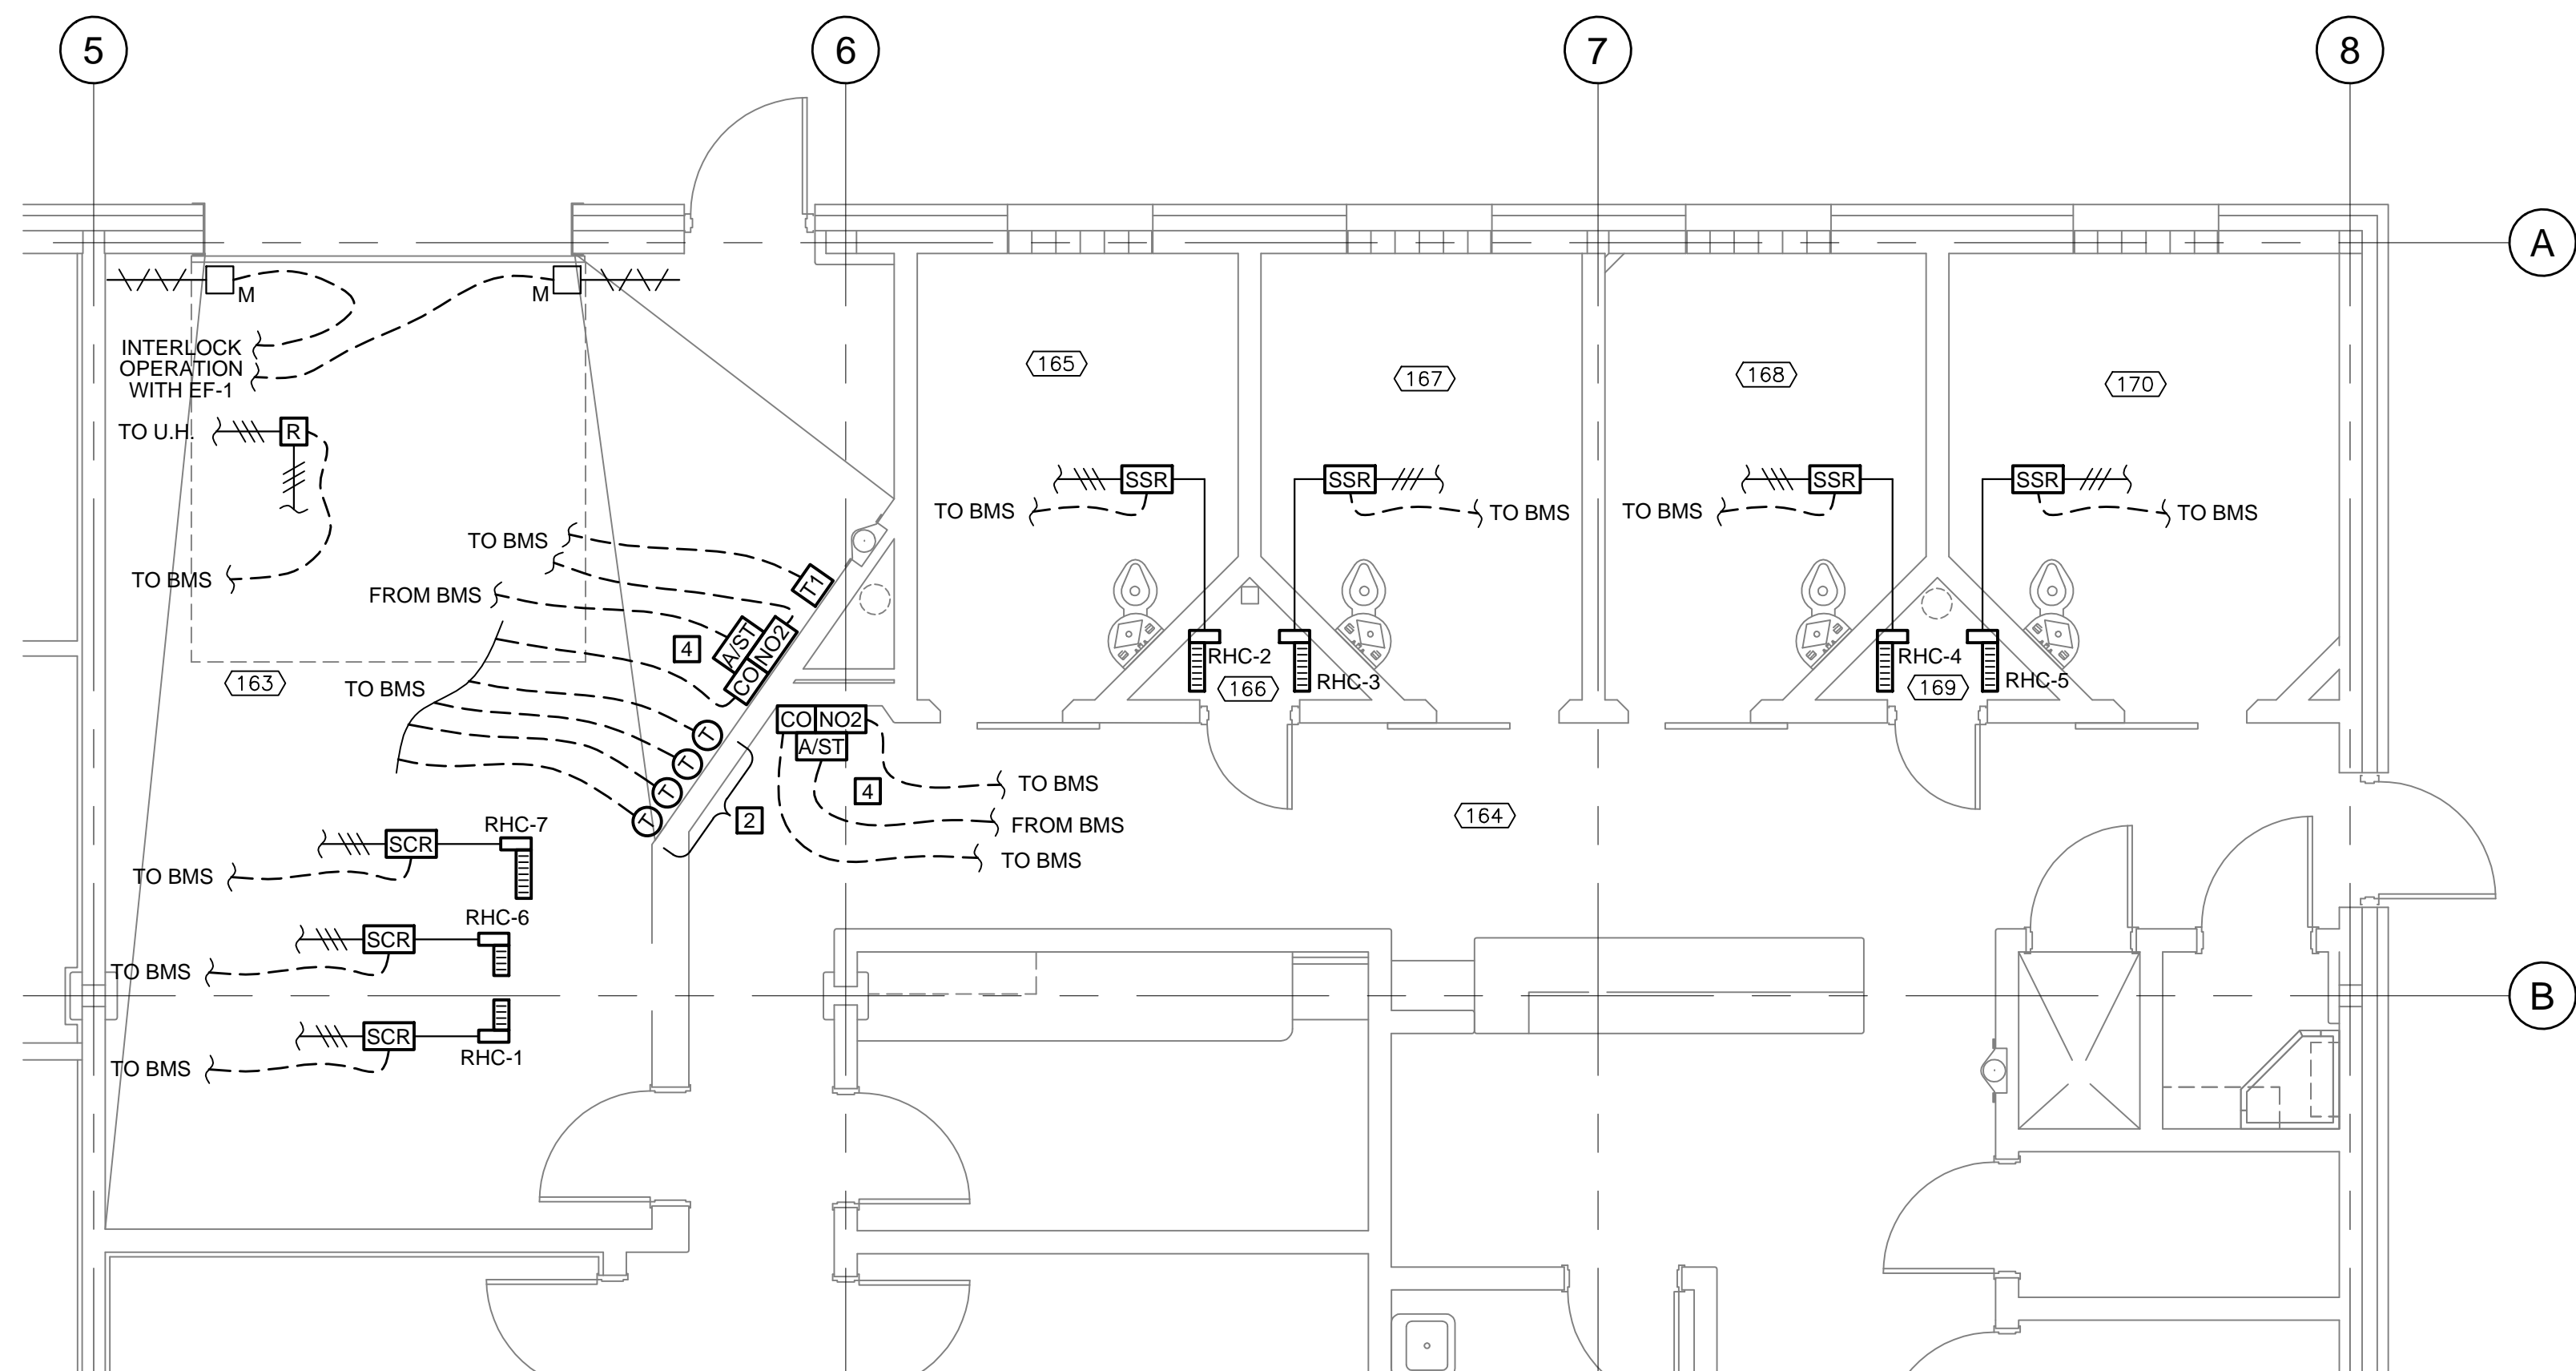 5
6
7
8
A
M
M
INTERLOCK
OPERATION
WITH EF-1
165
167
168
170
TO U.H.
R
SSR
SSR
SSR
SSR
TO BMS
TO BMS
TO BMS
TO BMS
TO BMS
TO BMS
FROM BMS
T1
A/ST
NO2
CO
4
163
TO BMS
RHC-2
RHC-3
166
RHC-4
RHC-5
169
CO
NO2
A/ST
T
T
T
T
4
2
TO BMS
FROM BMS
TO BMS
164
RHC-7
SCR
TO BMS
RHC-6
SCR
TO BMS
B
SCR
RHC-1
TO BMS